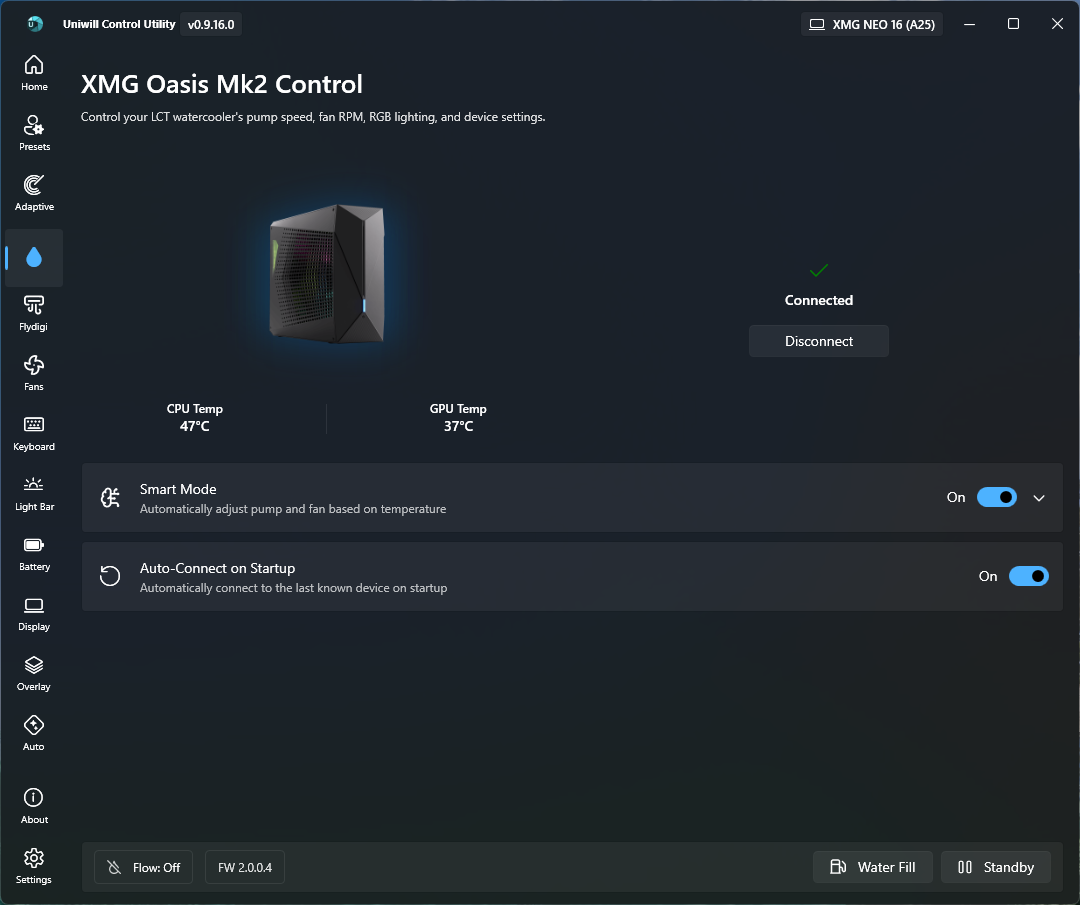 Uniwill Control Utility v0.9.16.0
XMG NEO 16 (A25)
Home
Presets
Adaptive
Flydigi
Fans
Keyboard
Light Bar
Battery
Display
Overlay
Auto
About
Settings
XMG Oasis Mk2 Control
Control your LCT watercooler's pump speed, fan RPM, RGB lighting, and device settings.
Connected
Disconnect
CPU Temp
47°C
GPU Temp
37°C
Smart Mode
Automatically adjust pump and fan based on temperature
On
Auto-Connect on Startup
Automatically connect to the last known device on startup
On
Flow: Off
FW 2.0.0.4
Water Fill
Standby